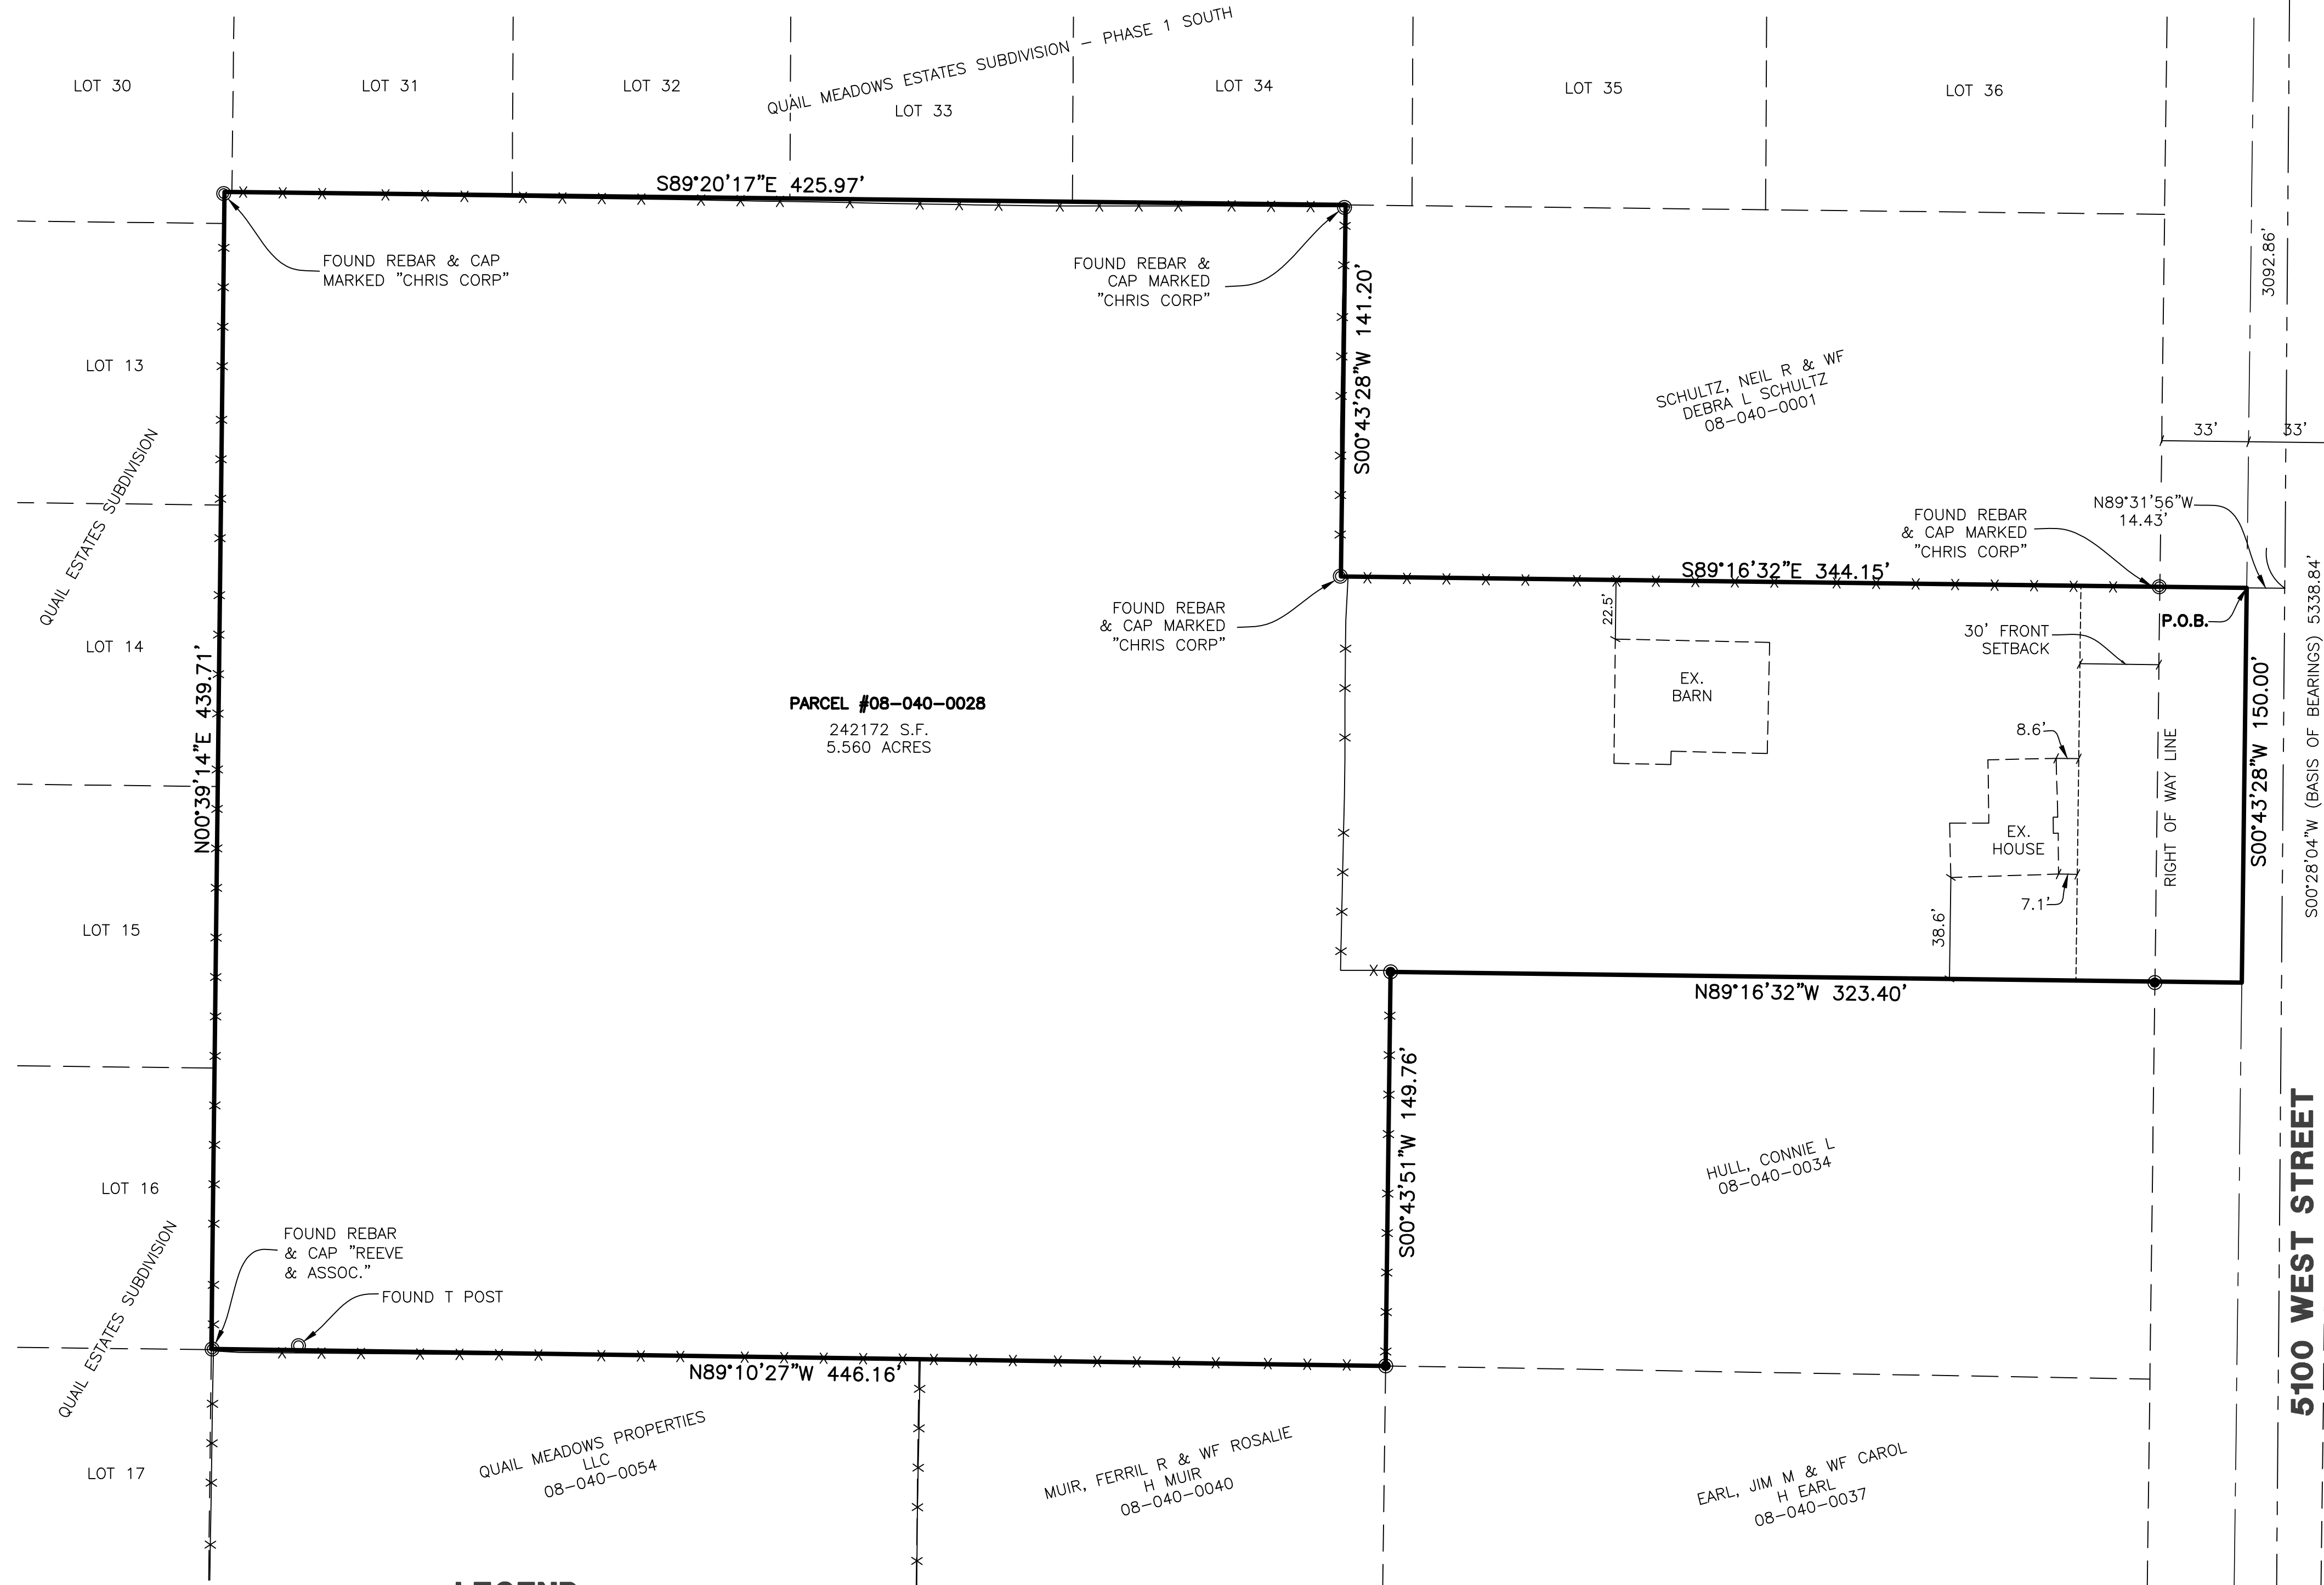 QUAIL MEADOWS ESTATES SUBDIVISION - PHASE 1 SOUTH
LOT 30
LOT 31
LOT 32
LOT 33
LOT 34
LOT 35
LOT 36
S89°20'17"E 425.97'
3092.86'
FOUND REBAR & CAP
MARKED "CHRIS CORP"
FOUND REBAR &
CAP MARKED
"CHRIS CORP"
S00°43'28"W 141.20'
LOT 13
SCHULTZ, NEIL R & WF
DEBRA L SCHULTZ
08-040-0001
33'
33'
QUAIL ESTATES SUBDIVISION
N89°31'56"W
14.43'
FOUND REBAR
& CAP MARKED
"CHRIS CORP"
S89°16'32"E 344.15'
FOUND REBAR
& CAP MARKED
"CHRIS CORP"
22.5'
P.O.B.
30' FRONT
SETBACK
LOT 14
N00°39'14"E 439.71'
PARCEL #08-040-0028
242172 S.F.
5.560 ACRES
EX.
BARN
8.6'
EX.
HOUSE
7.1'
38.6'
RIGHT OF WAY LINE
S00°43'28"W 150.00'
S00°28'04"W (BASIS OF BEARINGS) 5338.84'
LOT 15
N89°16'32"W 323.40'
S00°43'51"W 149.76'
5100 WEST STREET
HULL, CONNIE L
08-040-0034
LOT 16
FOUND REBAR
& CAP "REEVE
& ASSOC."
FOUND T POST
QUAIL ESTATES SUBDIVISION
N89°10'27"W 446.16'
LOT 17
QUAIL MEADOWS PROPERTIES
LLC
08-040-0054
MUIR, FERRIL R & WF ROSALIE
H MUIR
08-040-0040
EARL, JIM M & WF CAROL
H EARL
08-040-0037
LEGEND